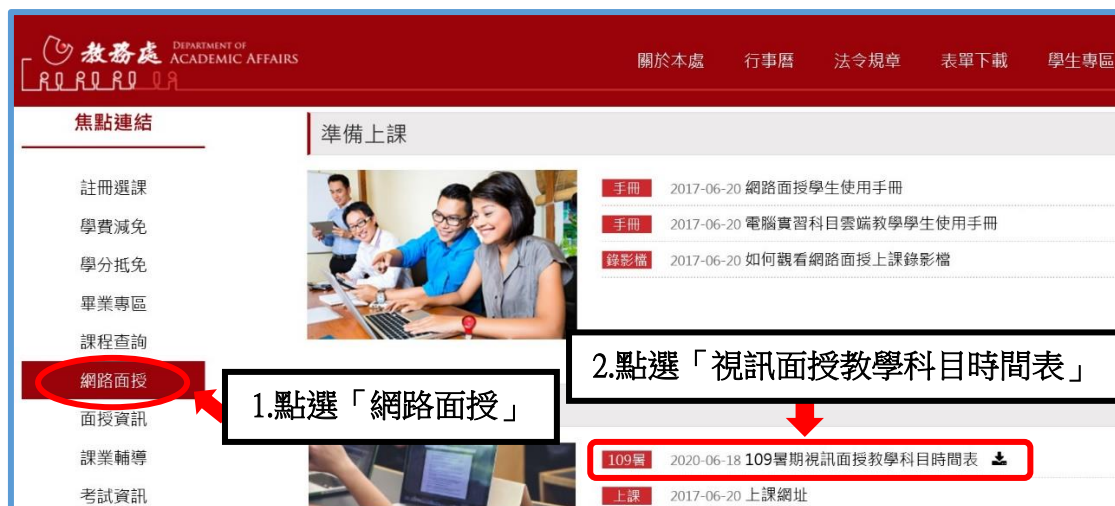 教務處 DEPARTMENT OF ACADEMIC AFFAIRS
關於本處 行事曆 法令規章 表單下載 學生專區
焦點連結
註冊選課
學費減免
學分抵免
畢業專區
課程查詢
網路面授
面授資訊
課業輔導
考試資訊
準備上課
手冊 2017-06-20 網路面授學生使用手冊
手冊 2017-06-20 電腦實習科目雲端教學學生使用手冊
錄影檔 2017-06-20 如何觀看網路面授上課錄影檔
1.點選「網路面授」
2.點選「視訊面授教學科目時間表」
109暑 2020-06-18 109暑期視訊面授教學科目時間表
上課 2017-06-20 上課網址